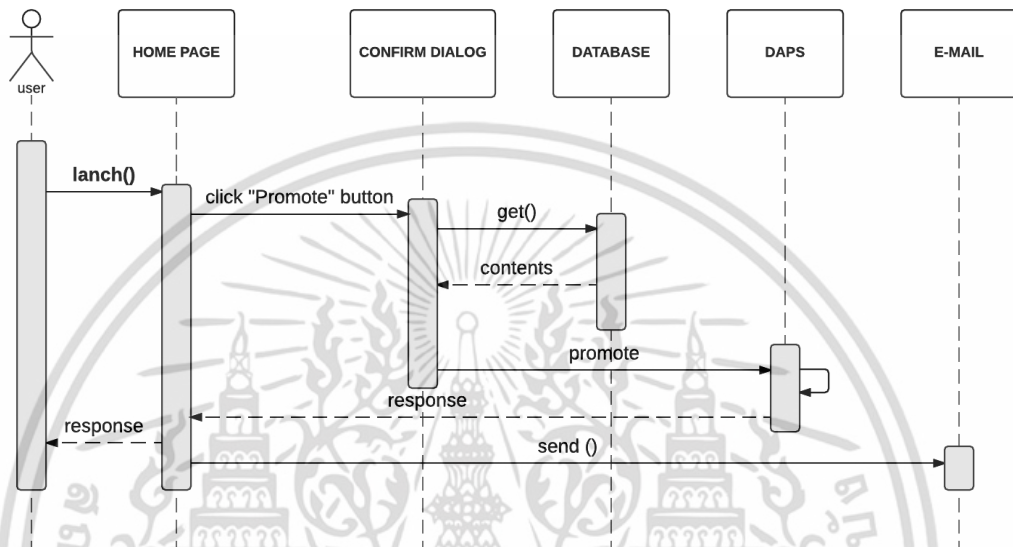 user
HOME PAGE
CONFIRM DIALOG
DATABASE
DAPS
E-MAIL
lanch()
click "Promote" button
get()
contents
promote
response
response
send ()